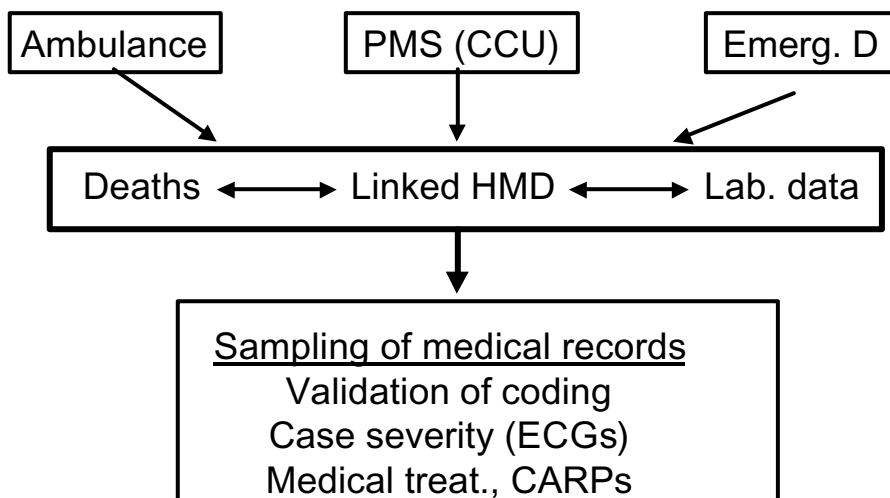 Ambulance PMS (CCU) Emerg. D
Deaths Linked HMD Lab. data
Sampling of medical records
Validation of coding
Case severity (ECGs)
Medical treat., CARPs